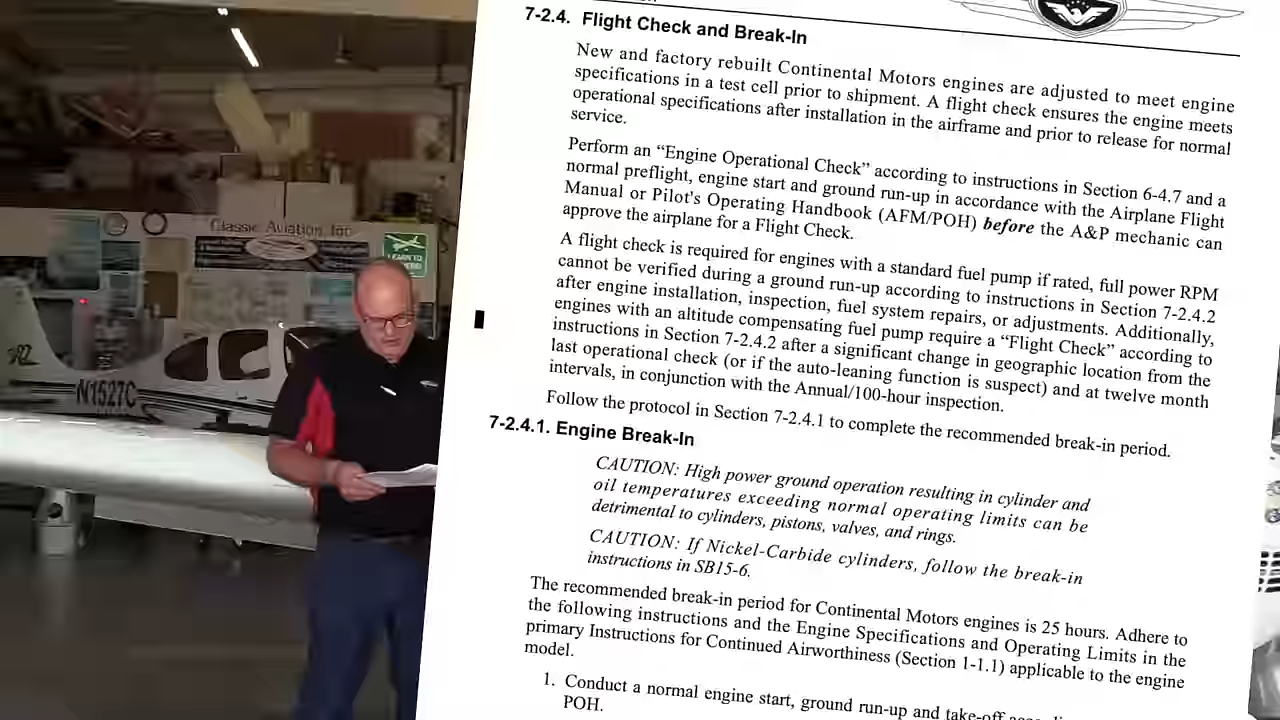 7-2.4. Flight Check and Break-In
New and factory rebuilt Continental Motors engines are adjusted to meet engine
specifications in a test cell prior to shipment. A flight check ensures the engine meets
operational specifications after installation in the airframe and prior to release for normal
service.
Perform an “Engine Operational Check” according to instructions in Section 6-4.7 and a
normal preflight, engine start and ground run-up in accordance with the Airplane Flight
Manual or Pilot's Operating Handbook (AFM/POH) before the A&P mechanic can
approve the airplane for a Flight Check.
A flight check is required for engines with a standard fuel pump if rated, full power RPM
cannot be verified during a ground run-up according to instructions in Section 7-2.4.2
after engine installation, inspection, fuel system repairs, or adjustments. Additionally,
engines with an altitude compensating fuel pump require a “Flight Check” according to
instructions in Section 7-2.4.2 after a significant change in geographic location from the
last operational check (or if the auto-leaning function is suspect) and at twelve month
intervals, in conjunction with the Annual/100-hour inspection.
Follow the protocol in Section 7-2.4.1 to complete the recommended break-in period.
7-2.4.1. Engine Break-In
CAUTION: High power ground operation resulting in cylinder and
oil temperatures exceeding normal operating limits can be
detrimental to cylinders, pistons, valves, and rings.
CAUTION: If Nickel-Carbide cylinders, follow the break-in
instructions in SB15-6.
The recommended break-in period for Continental Motors engines is 25 hours. Adhere to
the following instructions and the Engine Specifications and Operating Limits in the
primary Instructions for Continued Airworthiness (Section 1-1.1) applicable to the engine
model.
1. Conduct a normal engine start, ground run-up and take-off
POH.
Classic Aviation, Inc.
LEARN TO
HERE!
N1527C